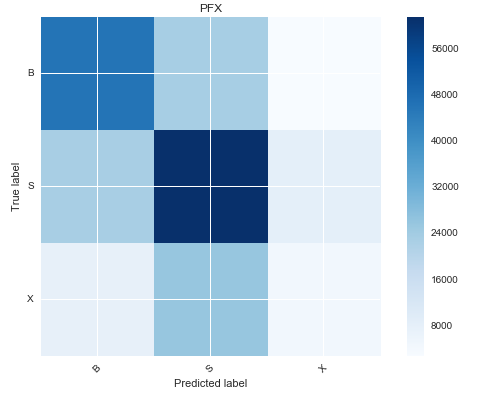 PFX
B
S
X
True label
B
S
X
Predicted label
56000
48000
40000
32000
24000
16000
8000